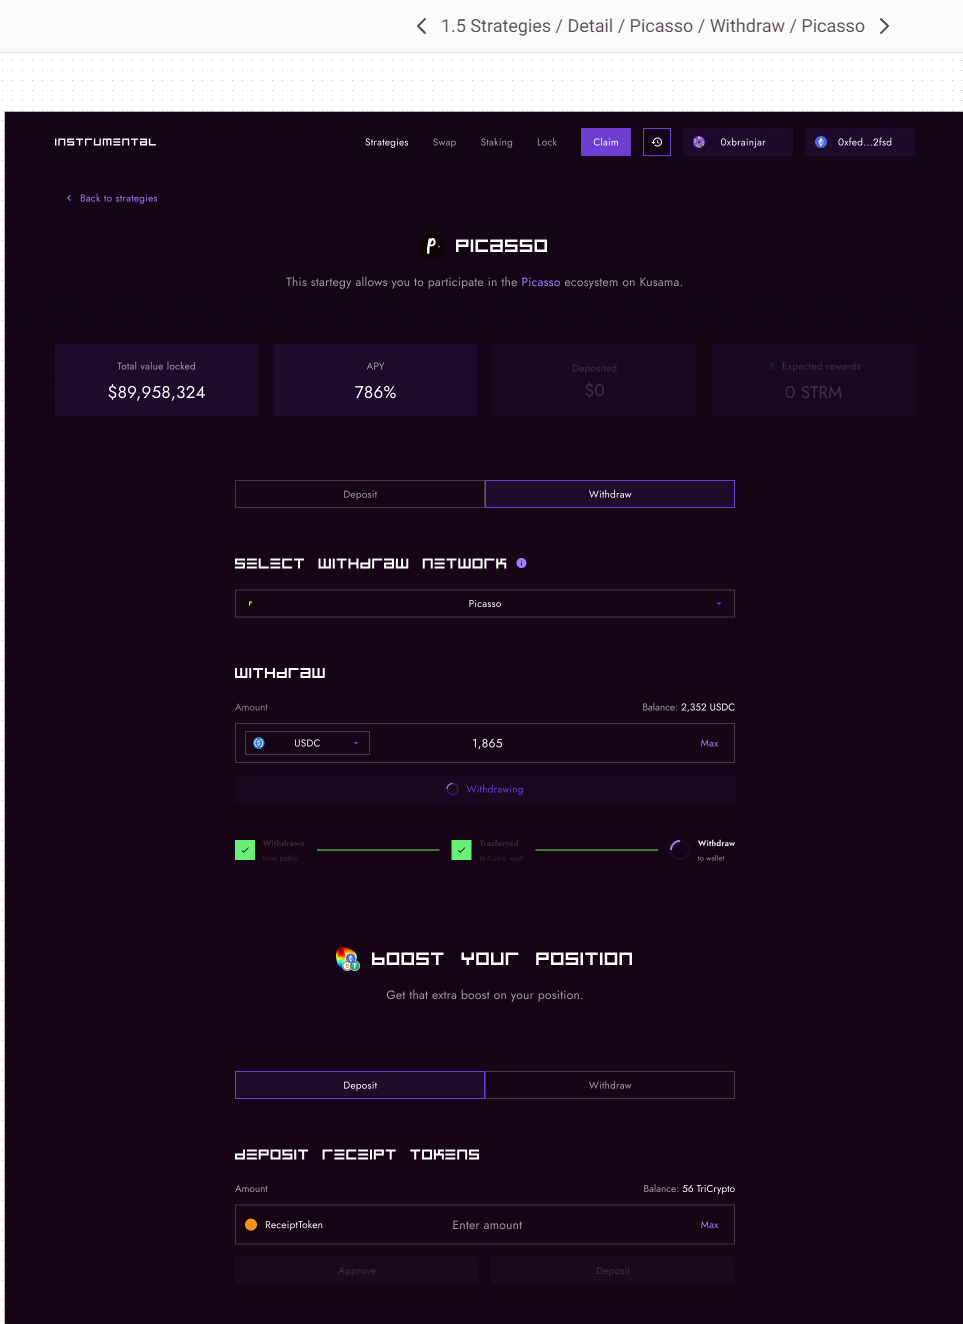 1.5 Strategies / Detail / Picasso / Withdraw / Picasso
INSTRUMENTAL
Strategies Swap Staking Lock Claim 0xbrainjar 0xfed...2fsd
Back to strategies
PICASSO
This startegy allows you to participate in the Picasso ecosystem on Kusama.
Total value locked
$89,958,324
APY
786%
Deposited
$0
Expected rewards
0 STRM
Deposit Withdraw
SELECT WITHDRAW NETWORK
Picasso
WITHDRAW
Amount Balance: 2,352 USDC
USDC 1,865 Max
Withdrawing
Withdrawn
from pablo
Trasferred
to Cubic vault
Withdraw
to wallet
BOOST YOUR POSITION
Get that extra boost on your position.
Deposit Withdraw
DEPOSIT RECEIPT TOKENS
Amount Balance: 56 TriCrypto
ReceiptToken Enter amount Max
Approve Deposit